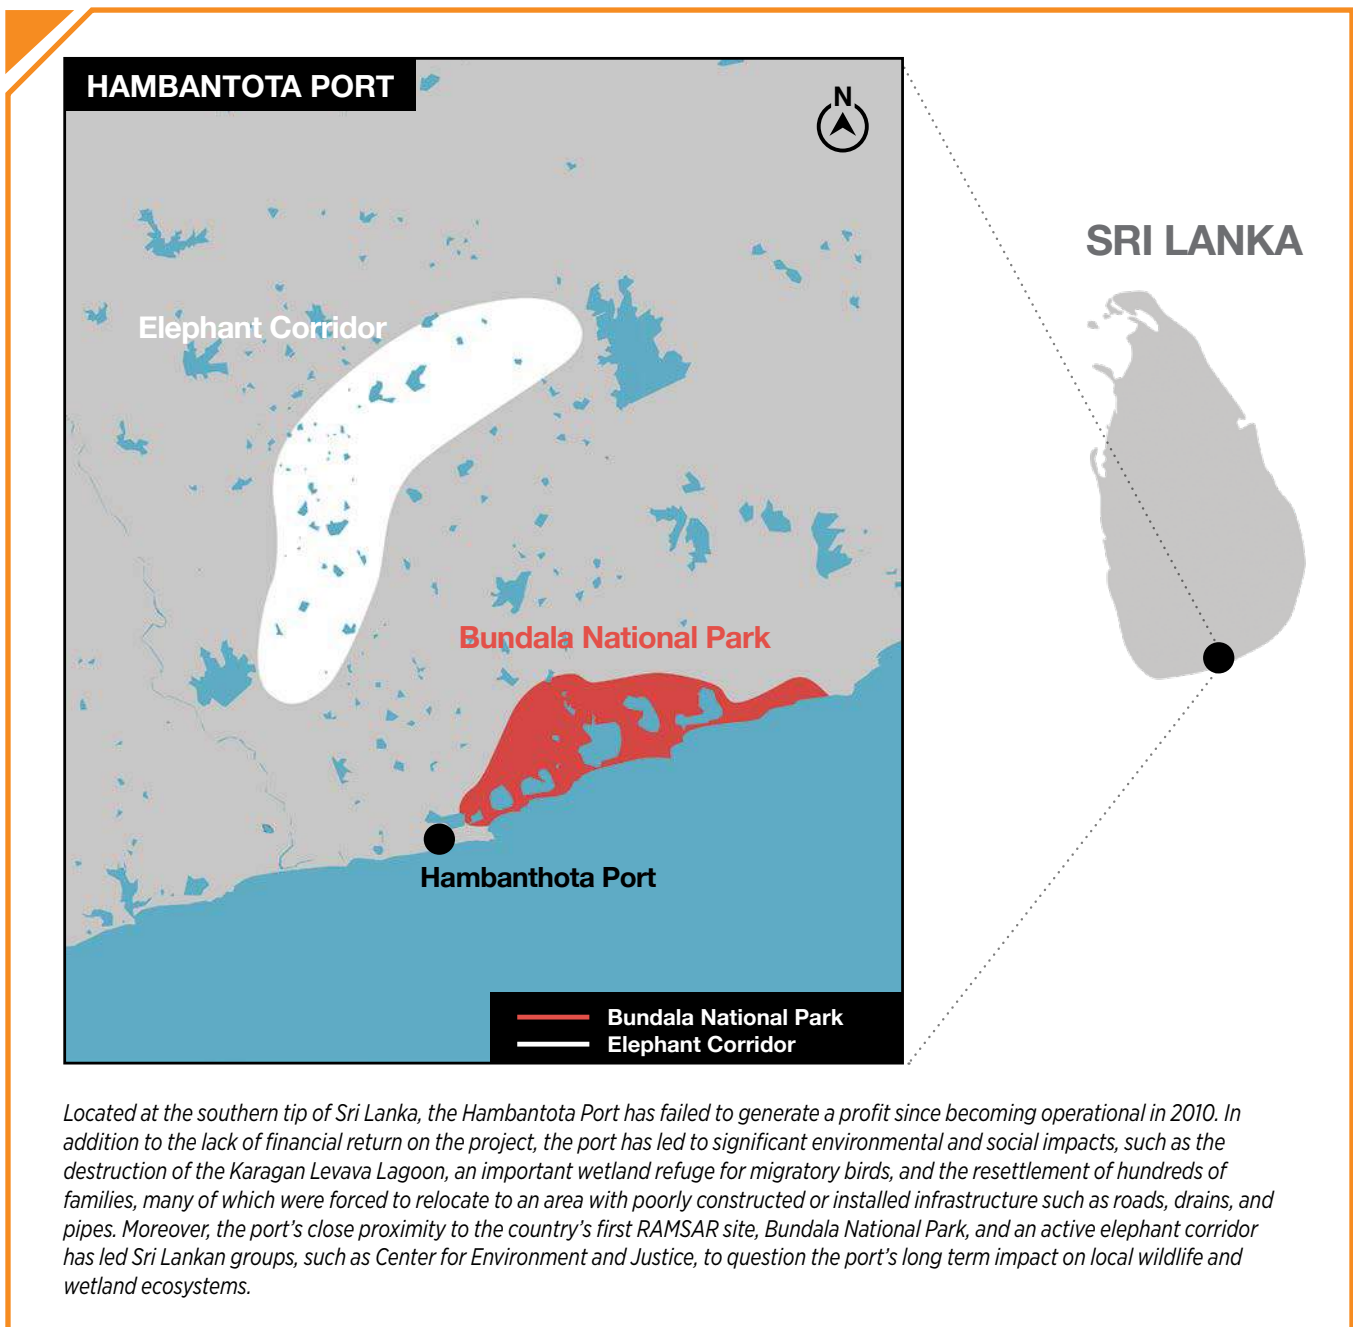 HAMBANTOTA PORT
N
SRI LANKA
Elephant Corridor
Bundala National Park
Hambanthota Port
Bundala National Park
Elephant Corridor
Located at the southern tip of Sri Lanka, the Hambantota Port has failed to generate a profit since becoming operational in 2010. In
addition to the lack of financial return on the project, the port has led to significant environmental and social impacts, such as the
destruction of the Karagan Levava Lagoon, an important wetland refuge for migratory birds, and the resettlement of hundreds of
families, many of which were forced to relocate to an area with poorly constructed or installed infrastructure such as roads, drains, and
pipes. Moreover, the port's close proximity to the country's first RAMSAR site, Bundala National Park, and an active elephant corridor
has led Sri Lankan groups, such as Center for Environment and Justice, to question the port's long term impact on local wildlife and
wetland ecosystems.